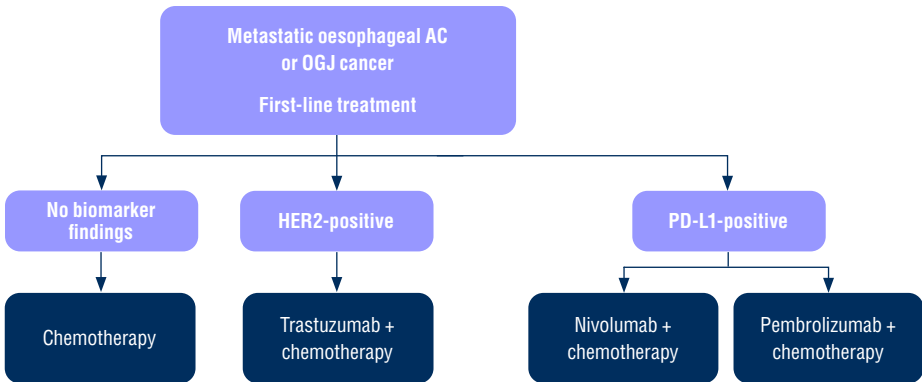 Metastatic oesophageal AC
or OGJ cancer
First-line treatment
No biomarker
findings
HER2-positive
PD-L1-positive
Chemotherapy
Trastuzumab +
chemotherapy
Nivolumab +
chemotherapy
Pembrolizumab +
chemotherapy